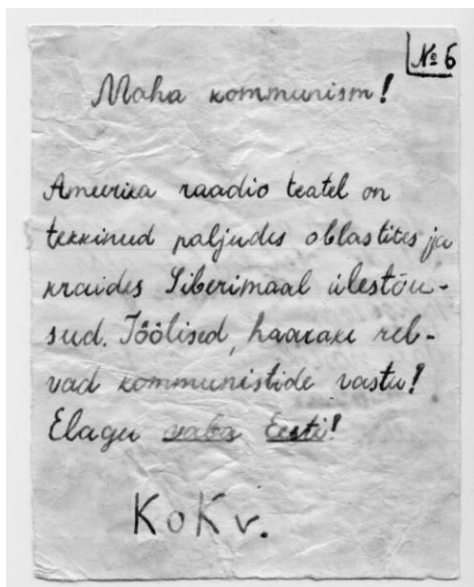 № 6
Maha kommunism!
Ameerika raadio teatel on
tekkinud paljudes oblastites ja
kraides Siberimaal ülestõu-
sud. Töölised, haarake rel-
vad kommunistide vastu!
Elagu vaba Eesti!
KoKv.